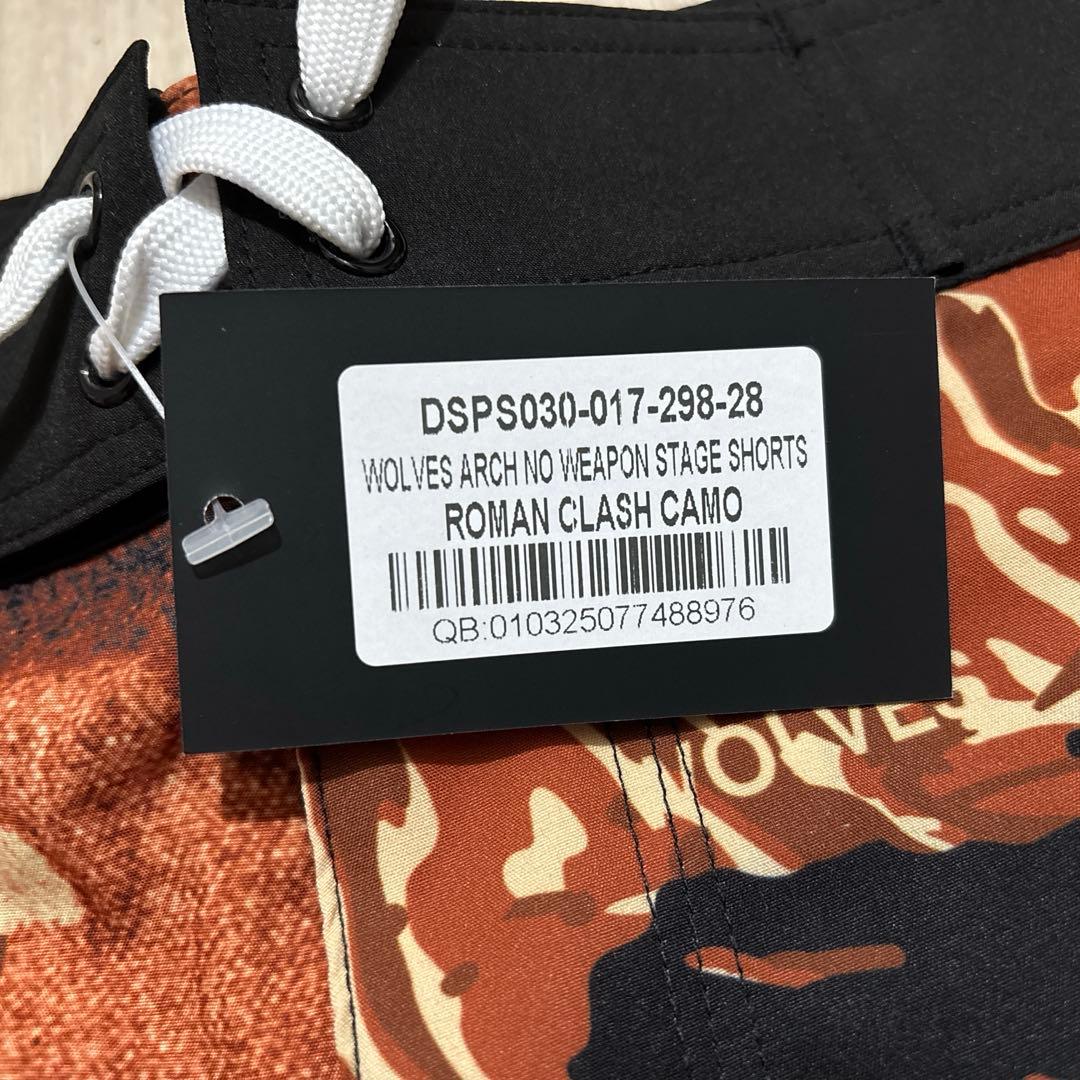 DSPS030-017-298-28
WOLVES ARCH NO WEAPON STAGE SHORTS
ROMAN CLASH CAMO
QB:010325077488976
WOLVES